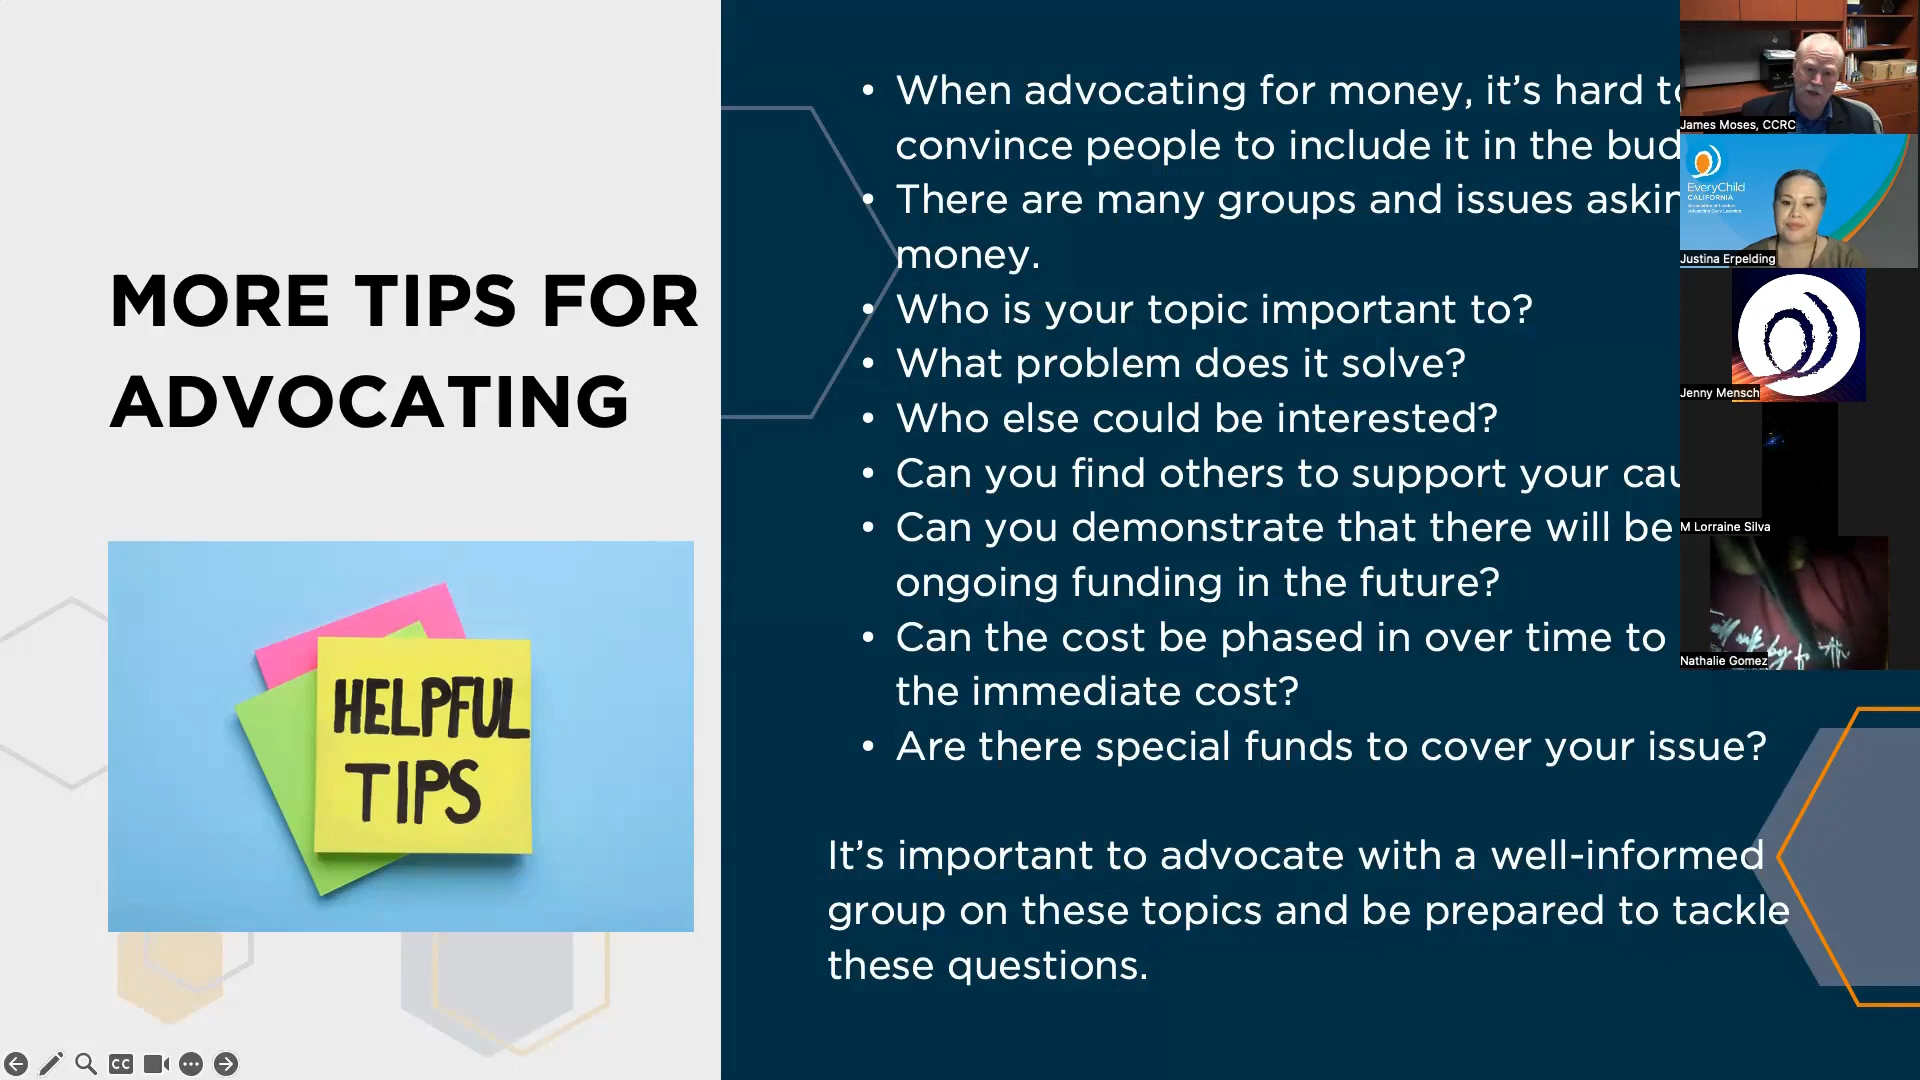 MORE TIPS FOR
ADVOCATING
HELPFUL
TIPS
• When advocating for money, it’s hard to
convince people to include it in the bud
• There are many groups and issues askin
money.
• Who is your topic important to?
• What problem does it solve?
• Who else could be interested?
• Can you find others to support your cau
• Can you demonstrate that there will be
ongoing funding in the future?
• Can the cost be phased in over time to
the immediate cost?
• Are there special funds to cover your issue?
It’s important to advocate with a well-informed
group on these topics and be prepared to tackle
these questions.
James Moses, CCRC
EveryChild
CALIFORNIA
Justina Erpelding
Jenny Mensch
M Lorraine Silva
Nathalie Gomez
CC